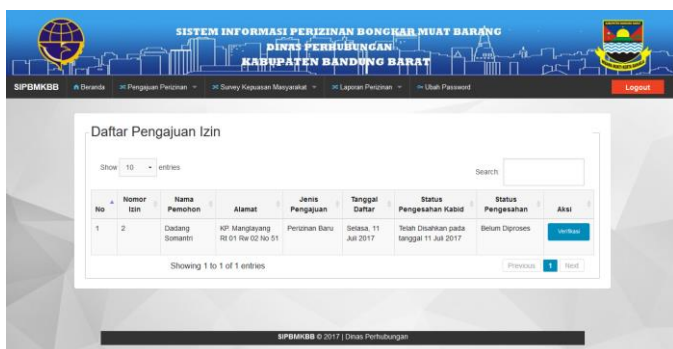 SISTEM INFORMASI PERIZINAN BONGKAR MUAT BARANG
DINAS PERHUBUNGAN
KABUPATEN BANDUNG BARAT
SIPBMKBB Beranda Pengajuan Perizinan Survey Kepuasan Masyarakat Laporan Perizinan Ubah Password Logout
Daftar Pengajuan Izin
Show 10 entries Search:
No Nomor Izin Nama Pemohon Alamat Jenis Pengajuan Tanggal Daftar Status Pengesahan Kabid Status Pengesahan Aksi
1 2 Dadang Somantri KP. Manglayang Rt 01 Rw 02 No 51 Perizinan Baru Selasa, 11 Juli 2017 Telah Disahkan pada tanggal 11 Juli 2017 Belum Diproses Verifikasi
Showing 1 to 1 of 1 entries Previous 1 Next
SIPBMKBB © 2017 | Dinas Perhubungan